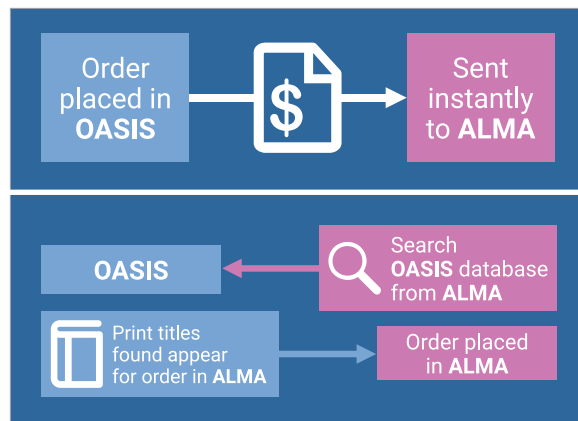 Order
placed in
OASIS
$
Sent
instantly
to ALMA
OASIS
Search
OASIS database
from ALMA
Print titles
found appear
for order in ALMA
Order placed
in ALMA